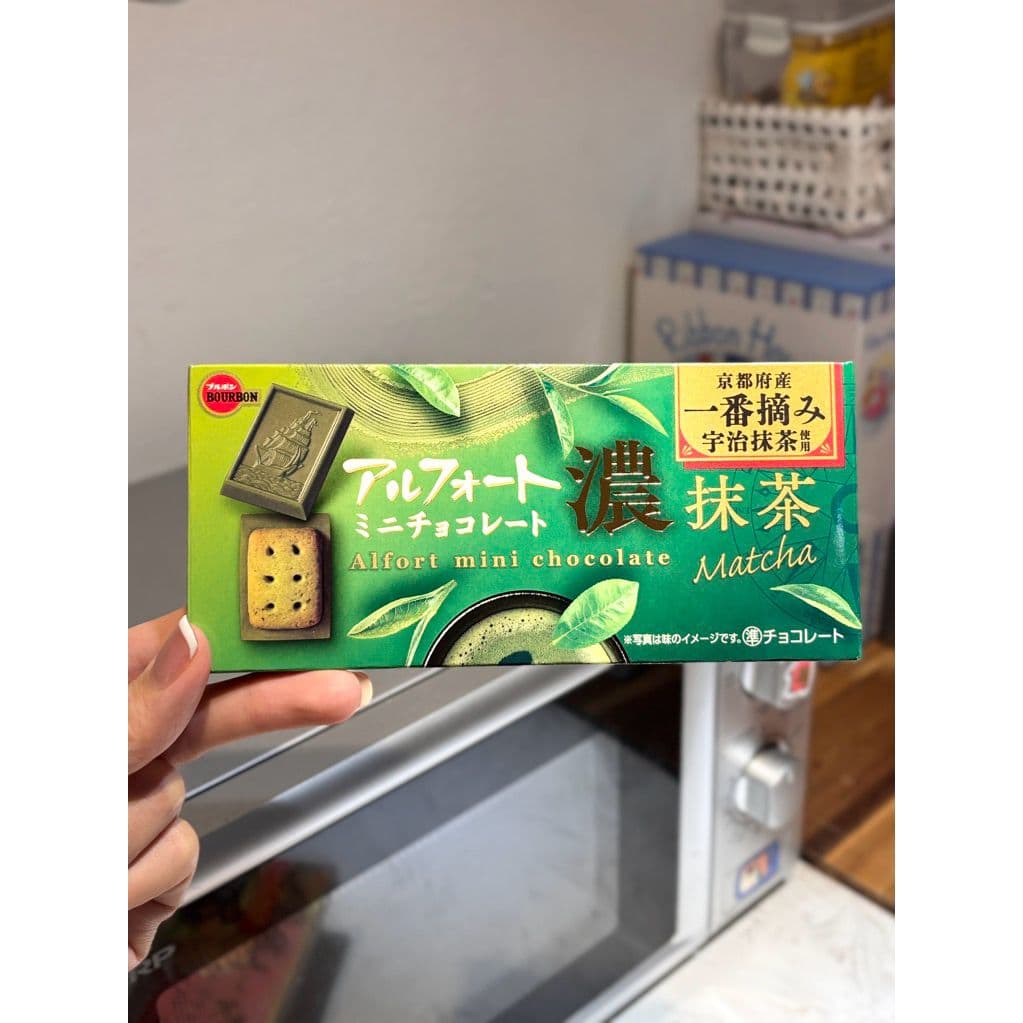 ブルボン
BOURBON
京都府産
一番摘み
宇治抹茶使用
アルフォート
ミニチョコレート
Alfort mini chocolate
濃抹茶
Matcha
※写真は味のイメージです。準チョコレート
Ribbon
RP